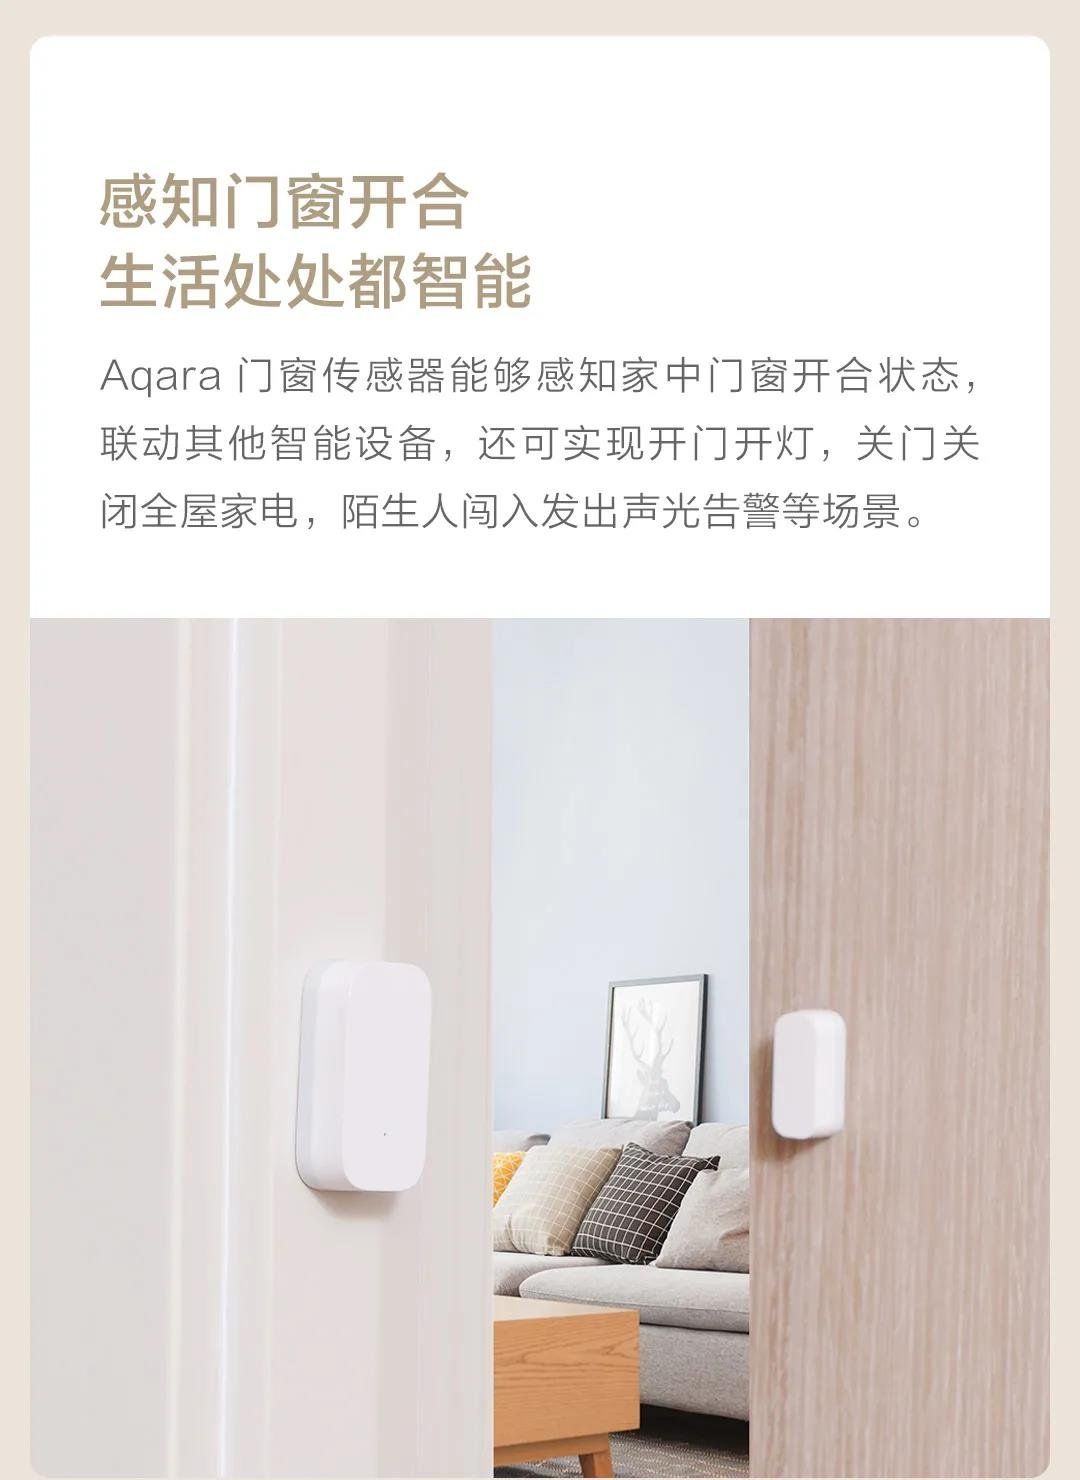 感知门窗开合
生活处处都智能
Aqara 门窗传感器能够感知家中门窗开合状态，
联动其他智能设备，还可实现开门开灯，关门关
闭全屋家电，陌生人闯入发出声光告警等场景。